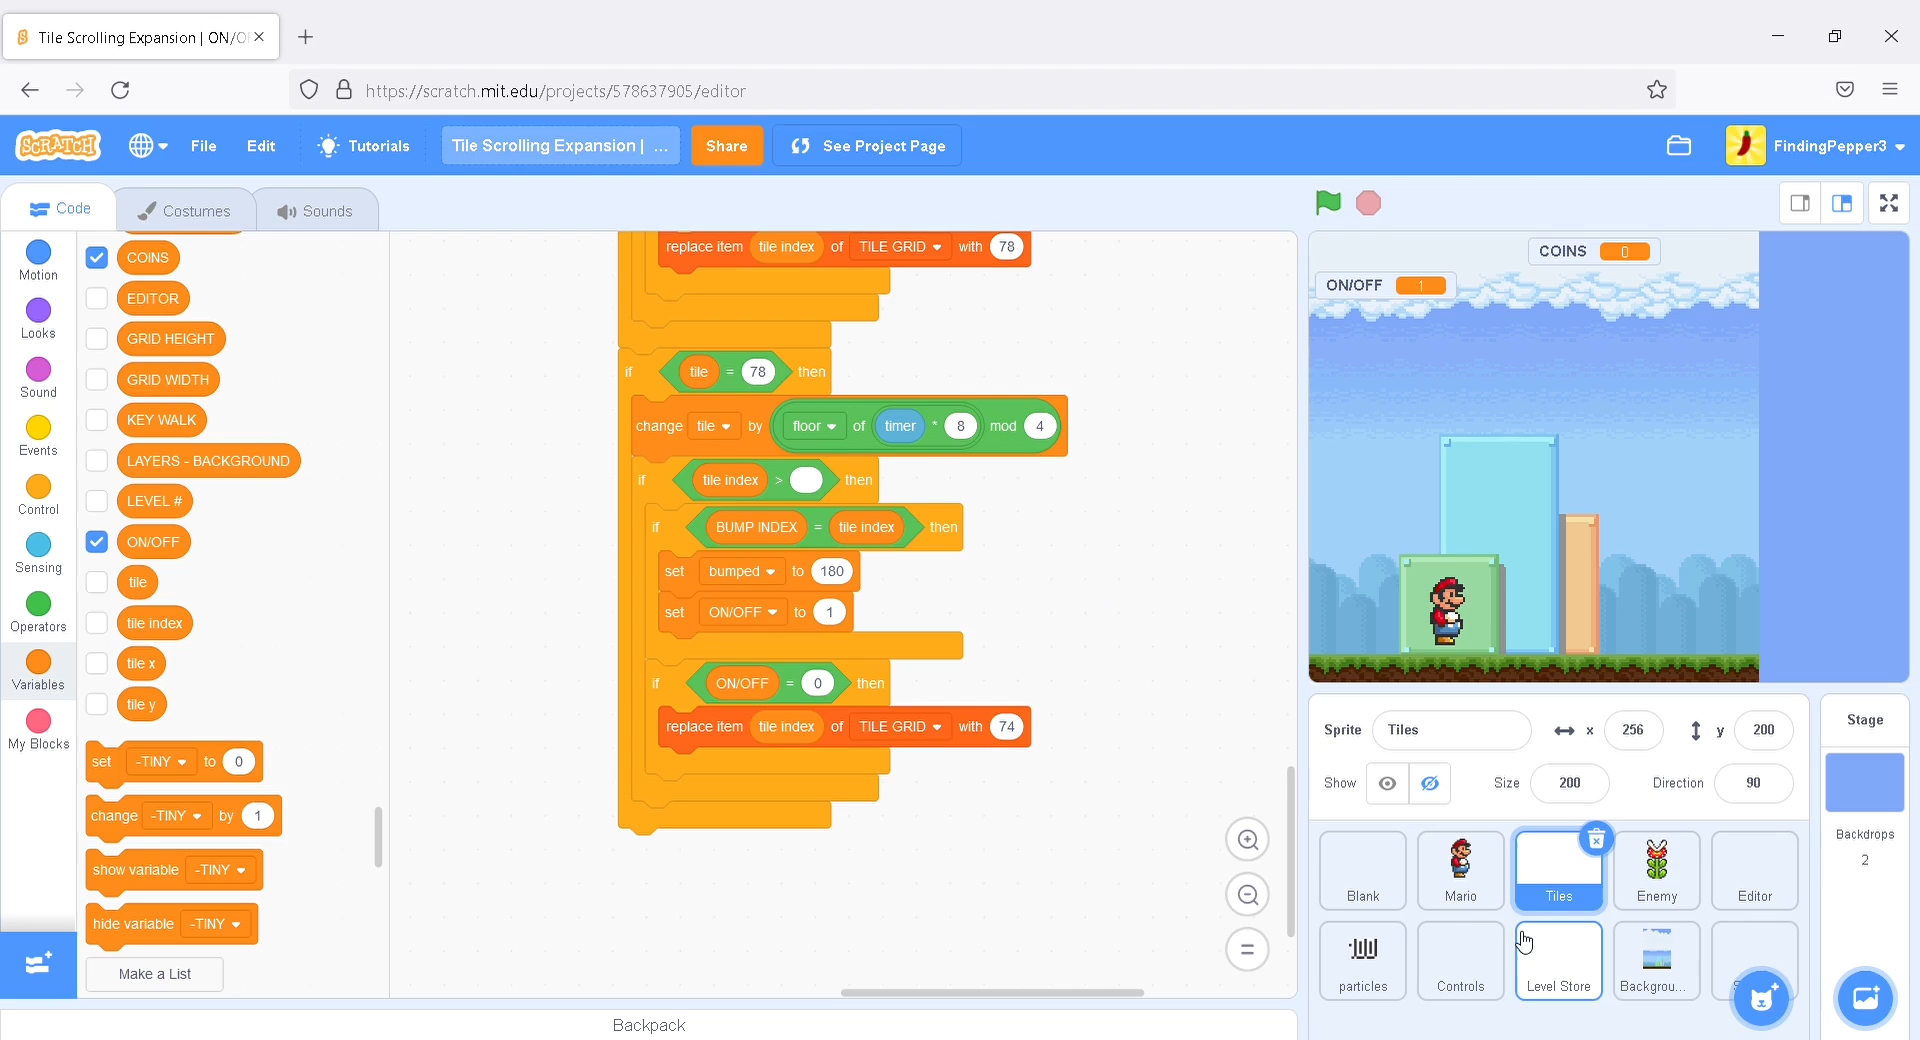 Tile Scrolling Expansion | ON/O
https://scratch.mit.edu/projects/578637905/editor
SCRATCH
File
Edit
Tutorials
Tile Scrolling Expansion | ...
Share
See Project Page
FindingPepper3
Code
Costumes
Sounds
Motion
Looks
Sound
Events
Control
Sensing
Operators
Variables
My Blocks
COINS
EDITOR
GRID HEIGHT
GRID WIDTH
KEY WALK
LAYERS - BACKGROUND
LEVEL #
ON/OFF
tile
tile index
tile x
tile y
set -TINY to 0
change -TINY by 1
show variable -TINY
hide variable -TINY
Make a List
replace item tile index of TILE GRID with 78
if tile = 78 then
change tile by floor of timer * 8 mod 4
if tile index > then
if BUMP INDEX = tile index then
set bumped to 180
set ON/OFF to 1
if ON/OFF = 0 then
replace item tile index of TILE GRID with 74
Backpack
COINS 0
ON/OFF 1
Sprite Tiles x 256 y 200
Show Size 200 Direction 90
Blank
Mario
Tiles
Enemy
Editor
particles
Controls
Level Store
Backgrou...
Stage
Backdrops
2